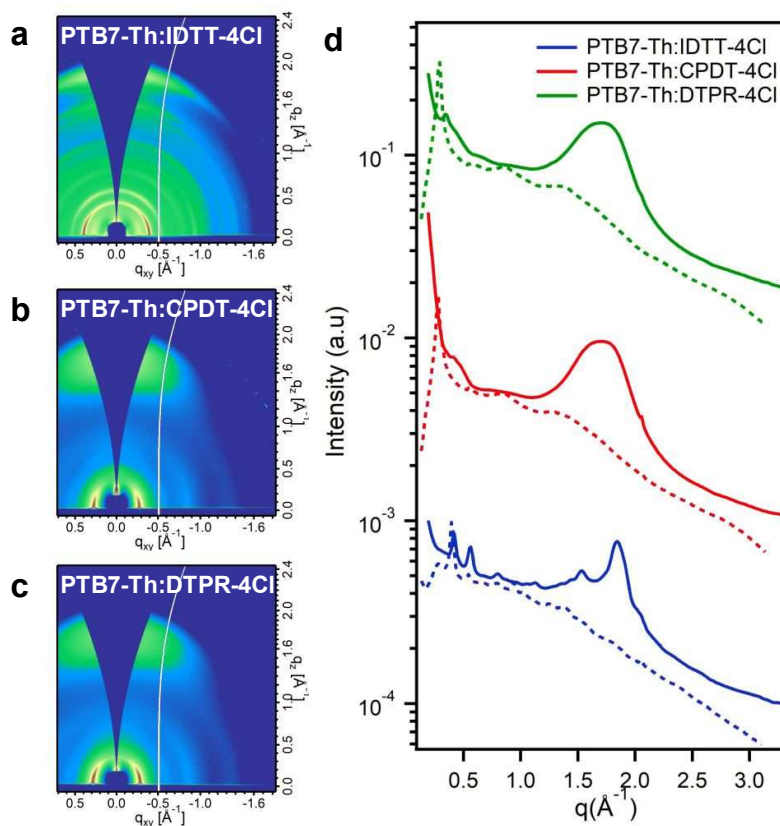 a
PTB7-Th:IDTT-4Cl
2.4
2.0
1.6
1.0
0.5
0.0
q_z [Å⁻¹]
0.4 0.0 -0.5 -1.0 -1.6
q_xy [Å⁻¹]
b
PTB7-Th:CPDT-4Cl
2.4
2.0
1.6
1.0
0.5
0.0
q_z [Å⁻¹]
0.4 0.0 -0.5 -1.0 -1.6
q_xy [Å⁻¹]
c
PTB7-Th:DTPR-4Cl
2.4
2.0
1.6
1.0
0.5
0.0
q_z [Å⁻¹]
0.4 0.0 -0.5 -1.0 -1.6
q_xy [Å⁻¹]
d
PTB7-Th:IDTT-4Cl
PTB7-Th:CPDT-4Cl
PTB7-Th:DTPR-4Cl
10⁻¹
10⁻²
10⁻³
10⁻⁴
Intensity (a.u)
0.5 1.0 1.5 2.0 2.5 3.0
q(Å⁻¹)